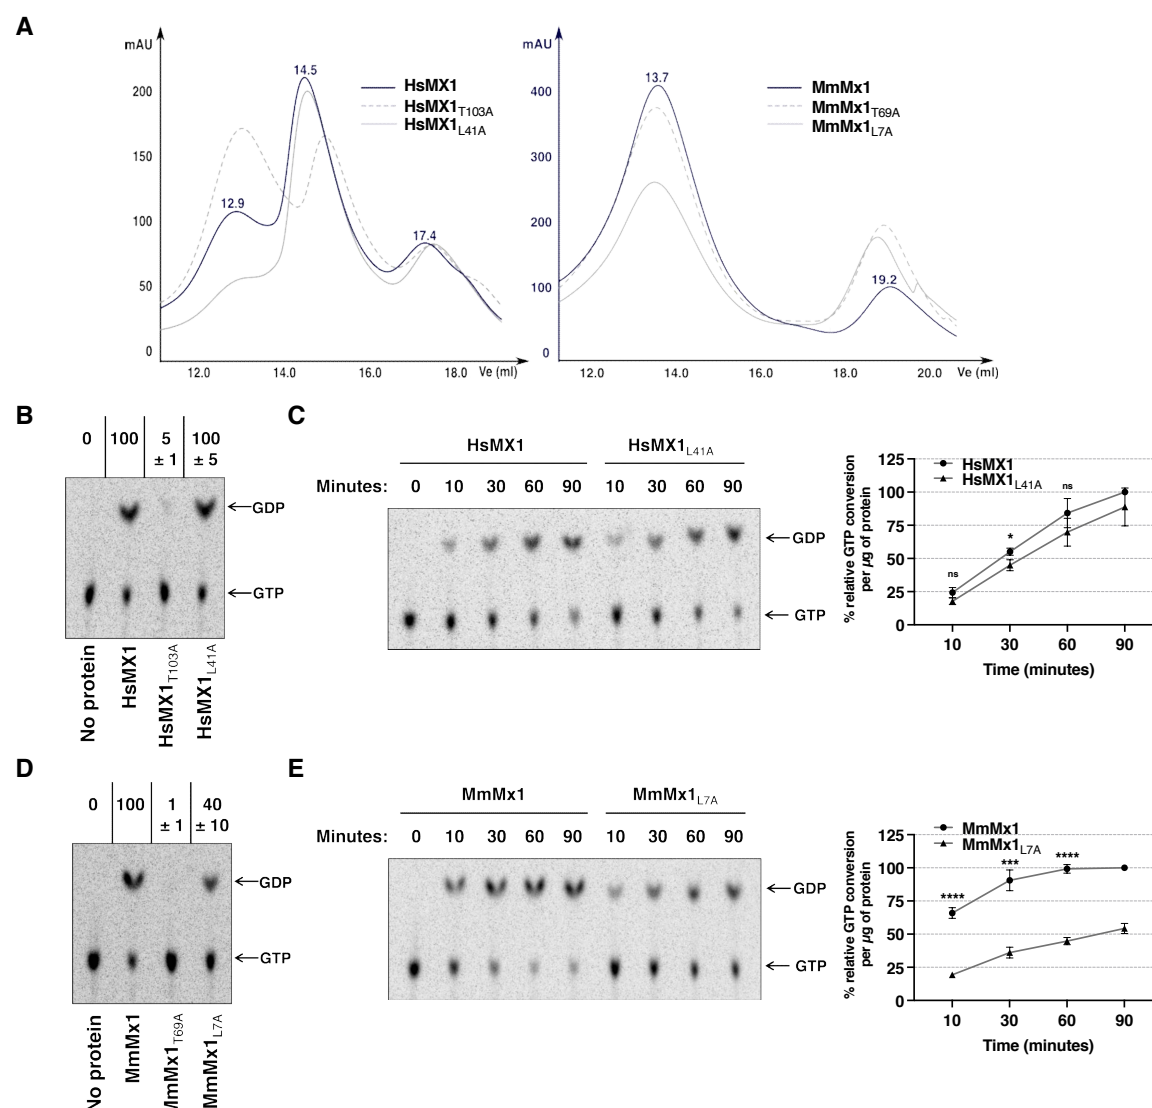 A
mAU
200
150
100
50
0
12.9
14.5
17.4
HsMX1
HsMX1T103A
HsMX1L41A
12.0 14.0 16.0 18.0 Ve (ml)
mAU
400
300
200
100
0
13.7
19.2
MmMx1
MmMx1T69A
MmMx1L7A
12.0 14.0 16.0 18.0 20.0 Ve (ml)
B
0 100 5 100
± 1 ± 5
GDP
GTP
No protein
HsMX1
HsMX1T103A
HsMX1L41A
C
HsMX1 HsMX1L41A
Minutes: 0 10 30 60 90 10 30 60 90
GDP
GTP
% relative GTP conversion
per µg of protein
125
100
75
50
25
0
HsMX1
HsMX1L41A
ns * ns
10 30 60 90
Time (minutes)
D
0 100 1 40
± 1 ± 10
GDP
GTP
No protein
MmMx1
MmMx1T69A
MmMx1L7A
E
MmMx1 MmMx1L7A
Minutes: 0 10 30 60 90 10 30 60 90
GDP
GTP
% relative GTP conversion
per µg of protein
125
100
75
50
25
0
MmMx1
MmMx1L7A
**** *** ****
10 30 60 90
Time (minutes)